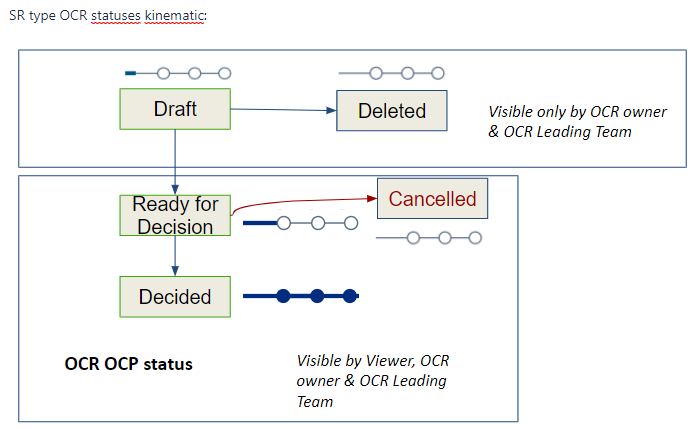 SR type OCR statuses kinematic:
Draft
Deleted
Visible only by OCR owner
& OCR Leading Team
Ready for
Decision
Cancelled
Decided
OCR OCP status
Visible by Viewer, OCR
owner & OCR Leading
Team